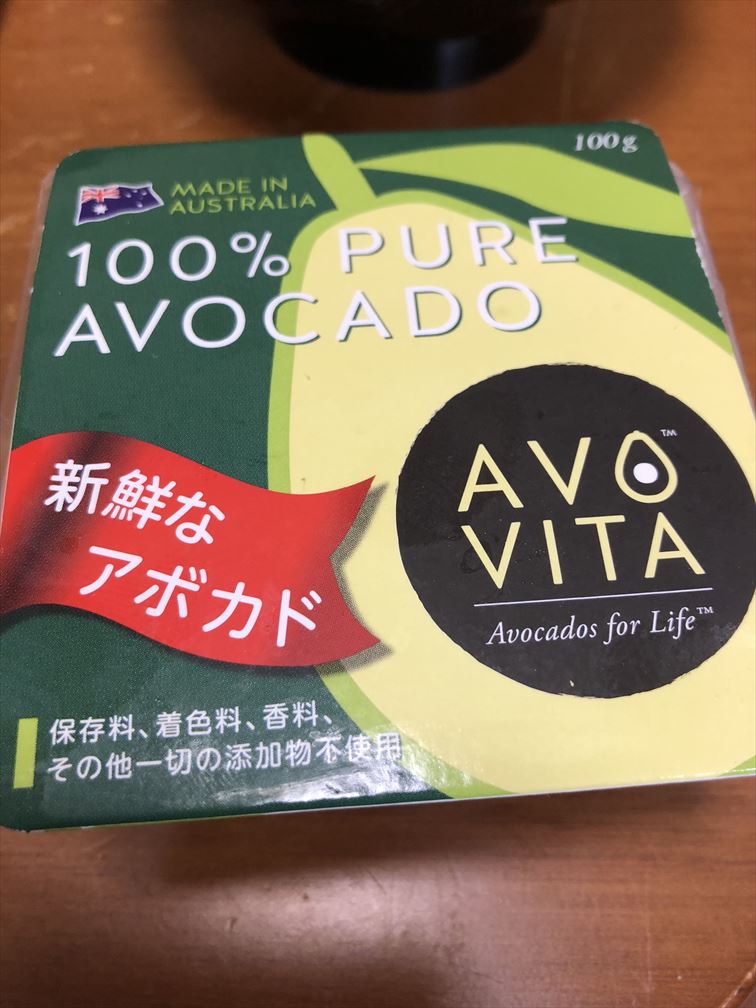 100g
MADE IN
AUSTRALIA
100% PURE
AVOCADO
AVO™
VITA
Avocados for Life™
新鮮な
アボカド
保存料、着色料、香料、
その他一切の添加物不使用